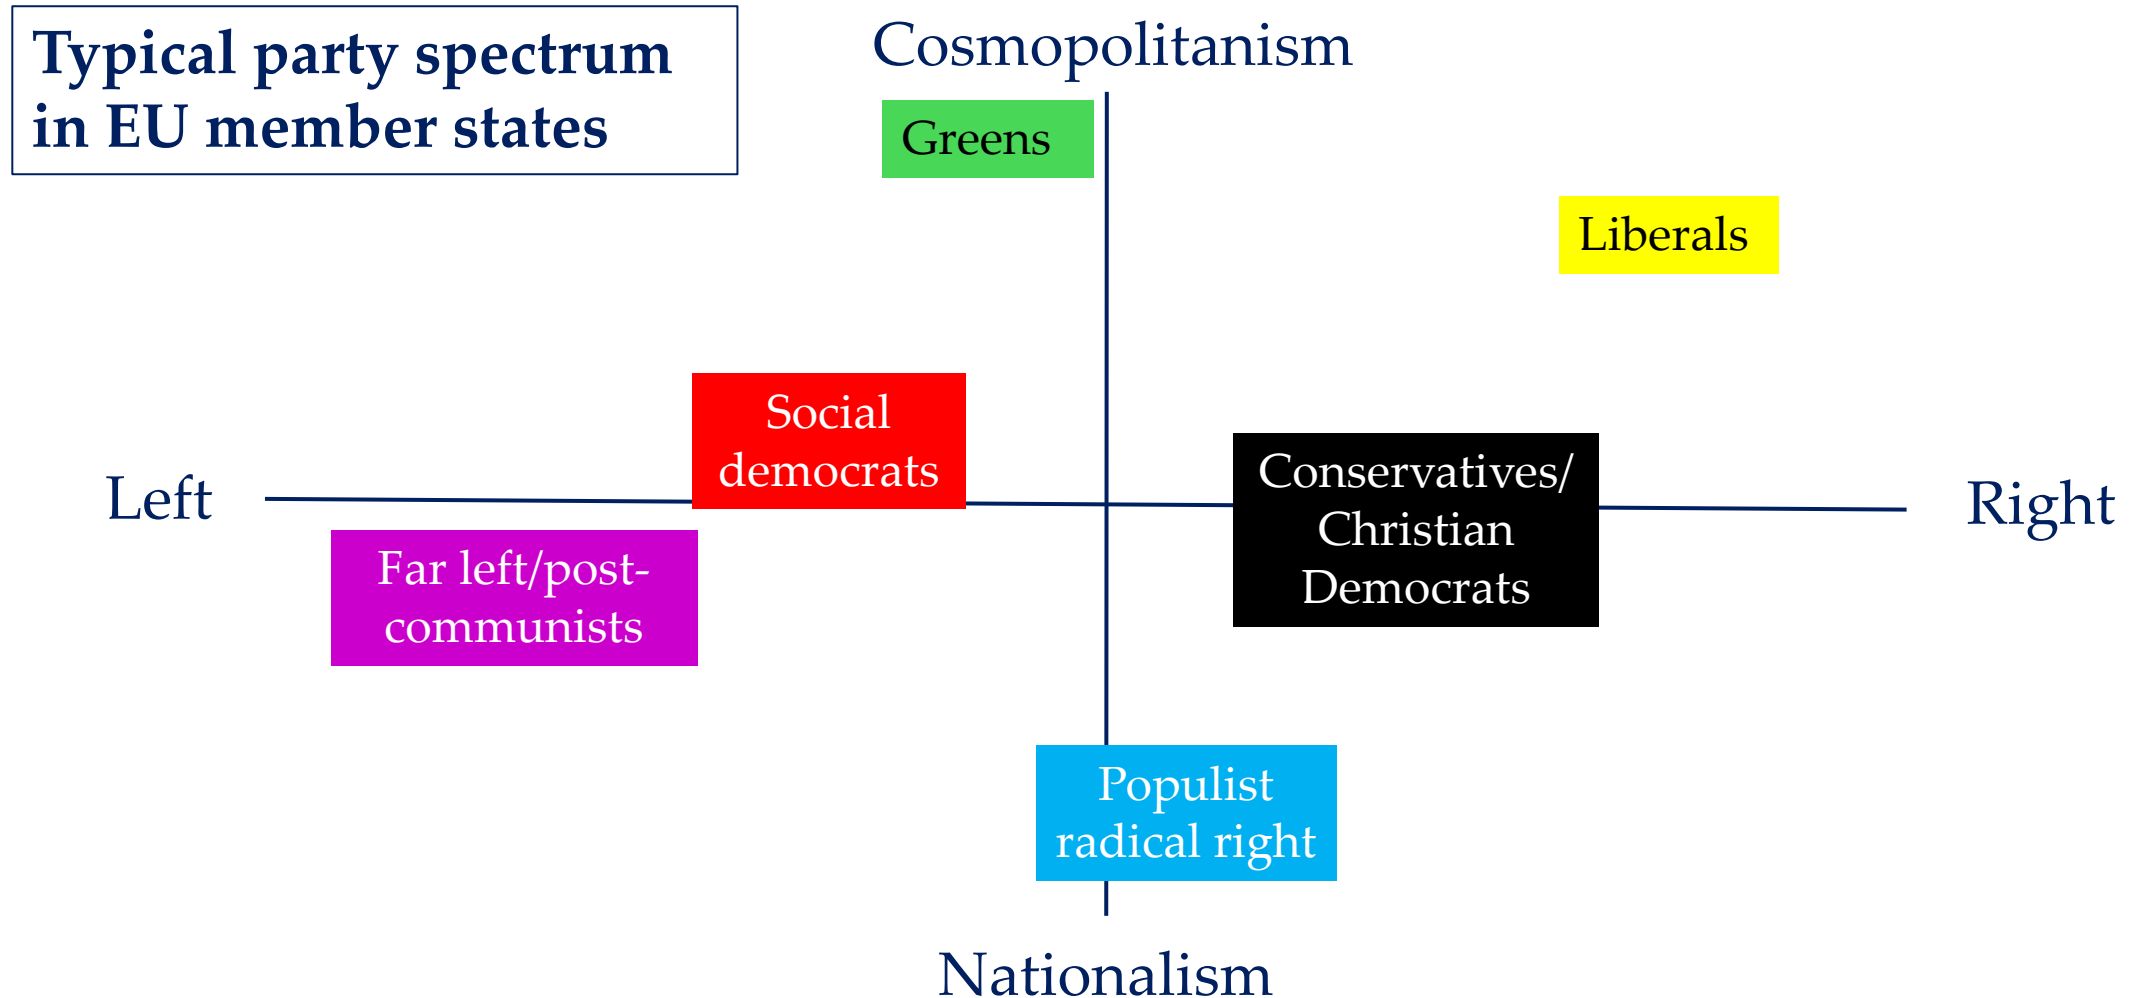 Typical party spectrum
in EU member states
Cosmopolitanism
Greens
Liberals
Social
democrats
Left
Conservatives/
Christian
Democrats
Right
Far left/post-
communists
Populist
radical right
Nationalism